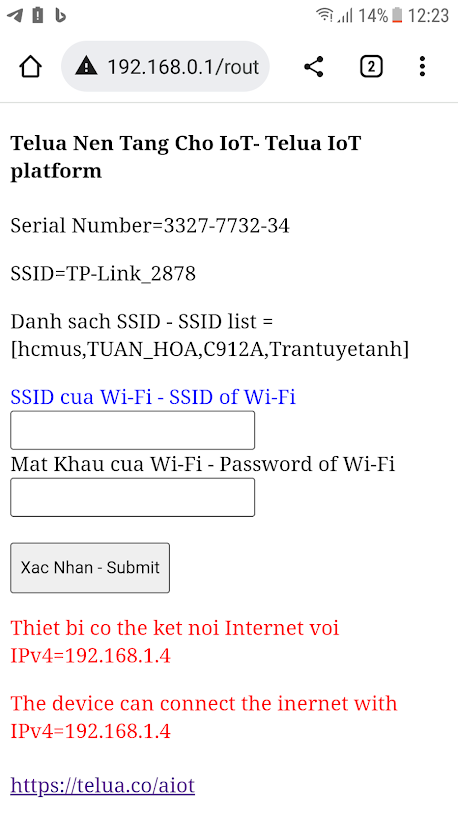 14% 12:23
192.168.0.1/rout
2
Telua Nen Tang Cho IoT- Telua IoT
platform
Serial Number=3327-7732-34
SSID=TP-Link_2878
Danh sach SSID - SSID list =
[hcmus,TUAN_HOA,C912A,Trantuyetanh]
SSID cua Wi-Fi - SSID of Wi-Fi
Mat Khau cua Wi-Fi - Password of Wi-Fi
Xac Nhan - Submit
Thiet bi co the ket noi Internet voi
IPv4=192.168.1.4
The device can connect the inernet with
IPv4=192.168.1.4
https://telua.co/aiot